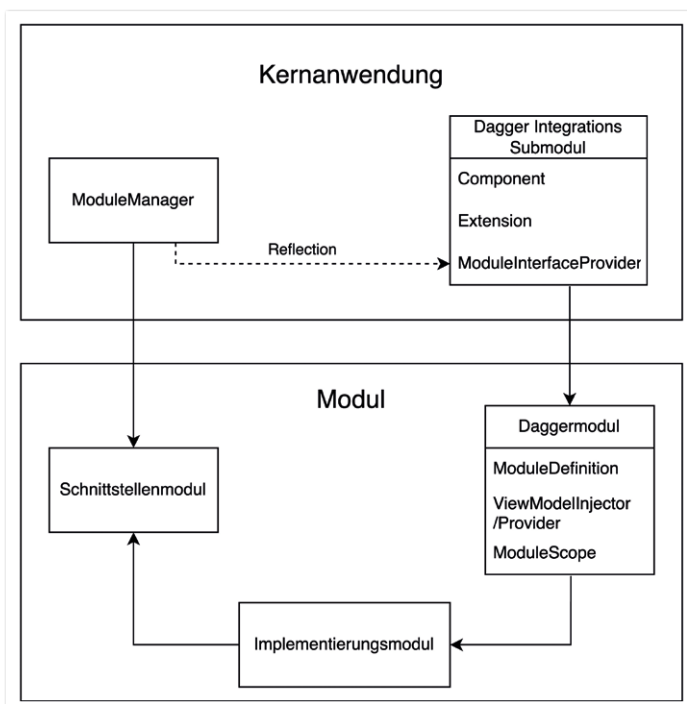 Kernanwendung
Dagger Integrations
Submodul
Component
Extension
ModuleInterfaceProvider
ModuleManager
Reflection
Modul
Schnittstellenmodul
Daggermodul
ModuleDefinition
ViewModelInjector
/Provider
ModuleScope
Implementierungsmodul